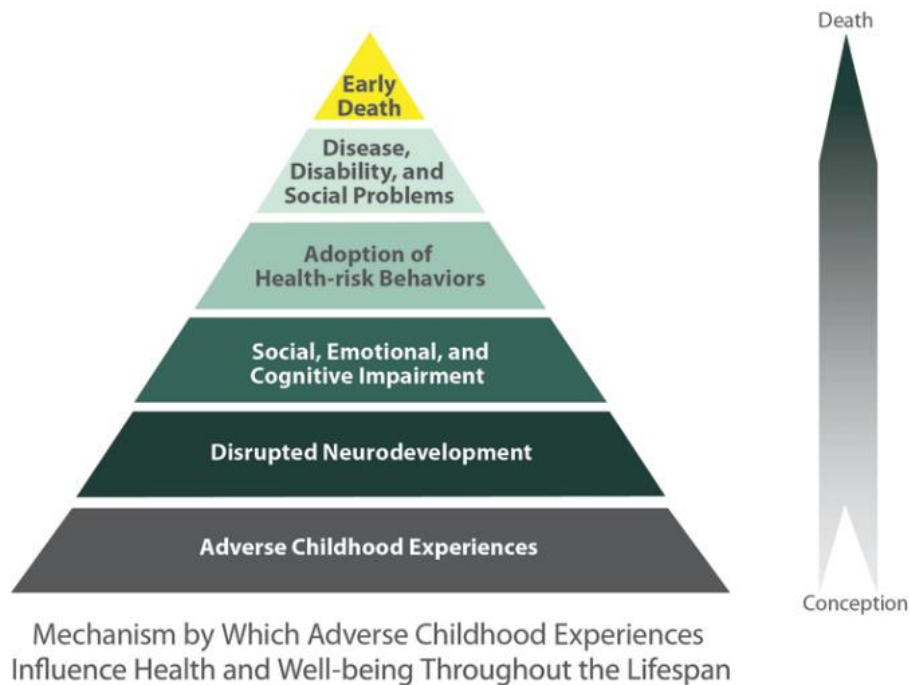 Death
Early
Death
Disease,
Disability, and
Social Problems
Adoption of
Health-risk Behaviors
Social, Emotional, and
Cognitive Impairment
Disrupted Neurodevelopment
Adverse Childhood Experiences
Conception
Mechanism by Which Adverse Childhood Experiences
Influence Health and Well-being Throughout the Lifespan